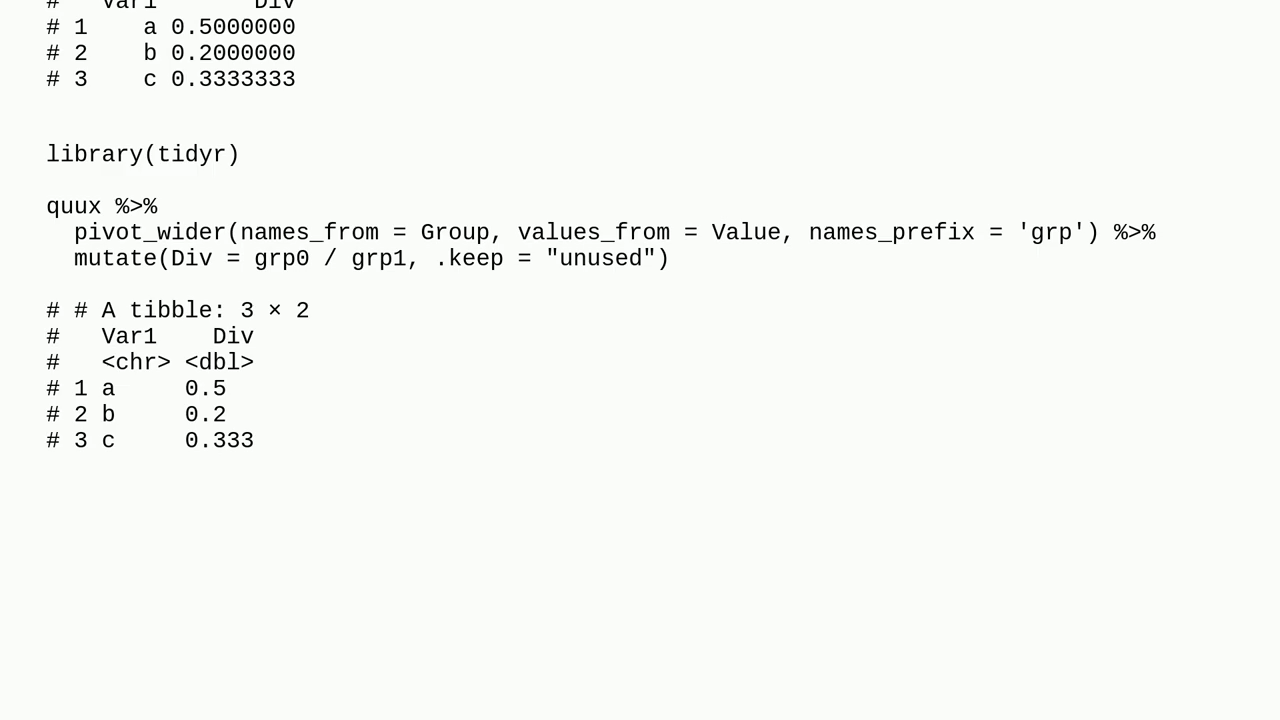 #   Var1       Div
# 1    a 0.5000000
# 2    b 0.2000000
# 3    c 0.3333333
library(tidyr)
quux %>%
  pivot_wider(names_from = Group, values_from = Value, names_prefix = 'grp') %>%
  mutate(Div = grp0 / grp1, .keep = "unused")
# # A tibble: 3 × 2
#   Var1    Div
#   <chr> <dbl>
# 1 a     0.5
# 2 b     0.2
# 3 c     0.333